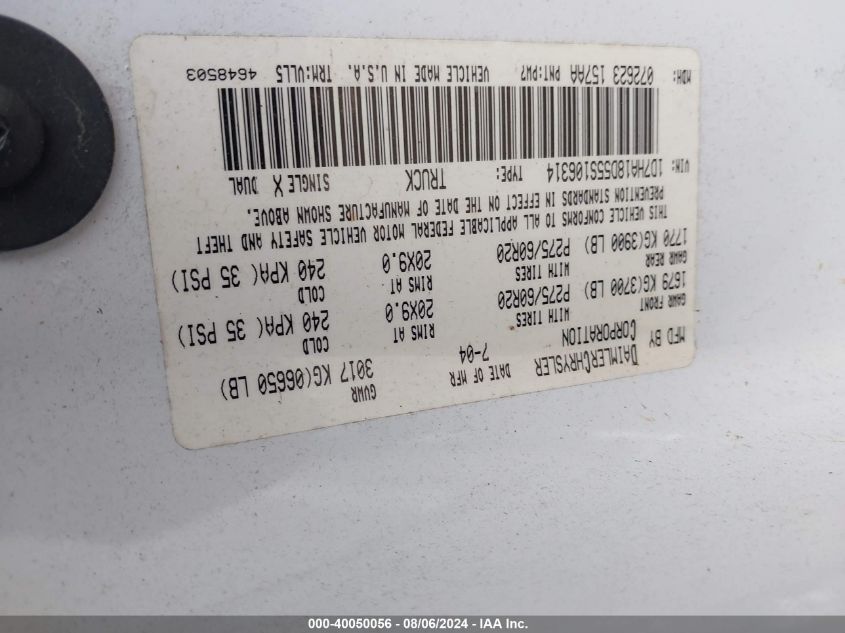 MFD BY DAIMLERCHRYSLER CORPORATION DATE OF MFR 7-04 GVWR 3017 KG(06650 LB)
GAWR FRONT WITH TIRES RIMS AT COLD
1679 KG(3700 LB) P275/60R20 20X9.0 240 KPA( 35 PSI)
GAWR REAR WITH TIRES RIMS AT COLD
1770 KG(3900 LB) P275/60R20 20X9.0 240 KPA( 35 PSI)
THIS VEHICLE CONFORMS TO ALL APPLICABLE FEDERAL MOTOR VEHICLE SAFETY AND THEFT
PREVENTION STANDARDS IN EFFECT ON THE DATE OF MANUFACTURE SHOWN ABOVE.
VIN: 1D7HA18D55S106314 TYPE: TRUCK SINGLE X DUAL
MDH: 072623 157AA PNT:PW7 VEHICLE MADE IN U.S.A. TRM:VLL5 4648503
000-40050056 - 08/06/2024 - IAA Inc.